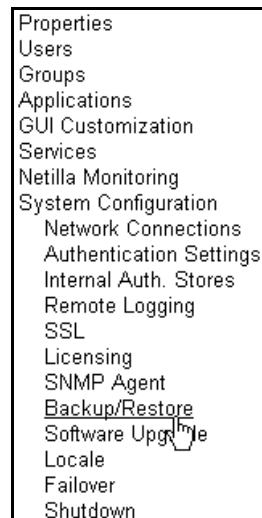 Properties
Users
Groups
Applications
GUI Customization
Services
Netilla Monitoring
System Configuration
Network Connections
Authentication Settings
Internal Auth. Stores
Remote Logging
SSL
Licensing
SNMP Agent
Backup/Restore
Software Upgrade
Locale
Failover
Shutdown